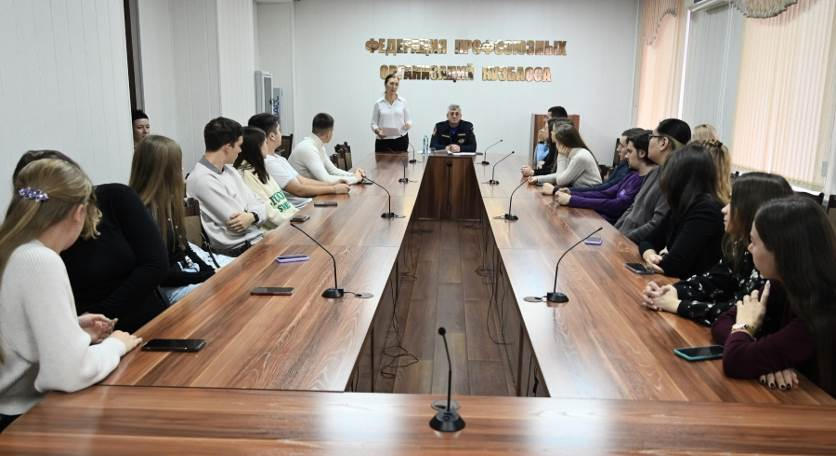 ФЕДЕРАЦИЯ ПРОФСОЮЗНЫХ
ОРГАНИЗАЦИЙ КУЗБАССА